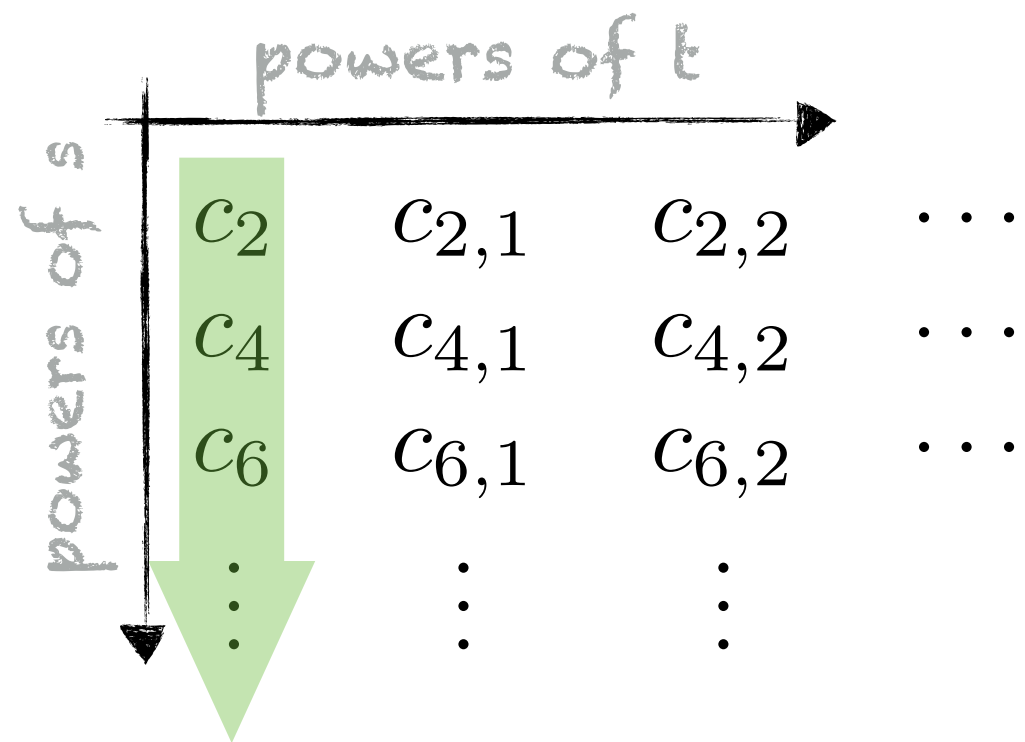 powers of t
powers of s
c₂ c₂,₁ c₂,₂ ⋯
c₄ c₄,₁ c₄,₂ ⋯
c₆ c₆,₁ c₆,₂ ⋯
⋮ ⋮ ⋮